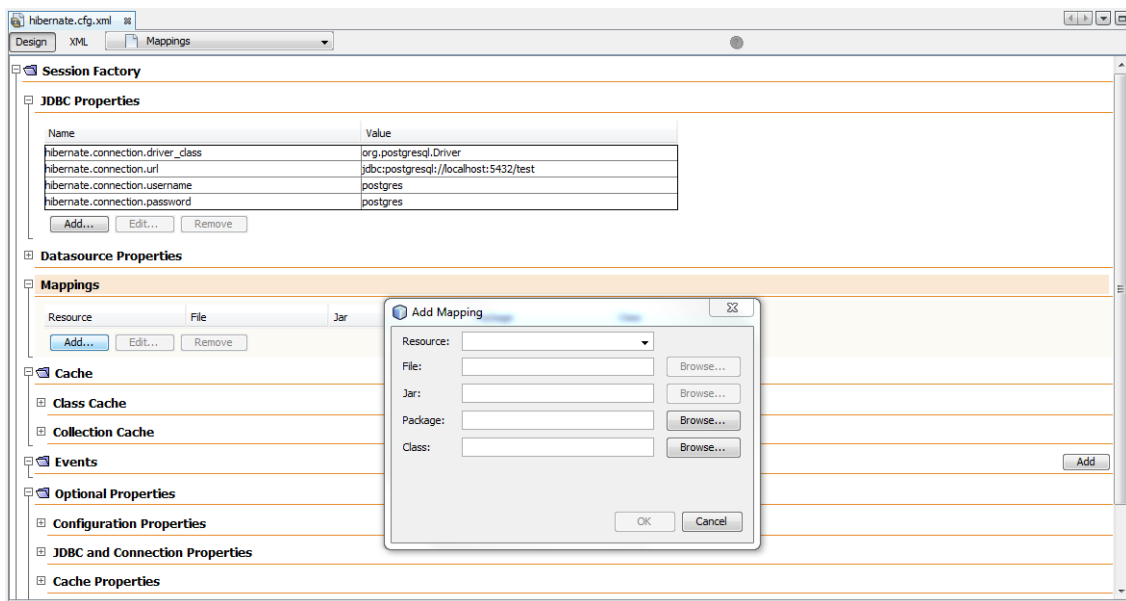 hibernate.cfg.xml
Design XML Mappings
Session Factory
JDBC Properties
Name Value
hibernate.connection.driver_class org.postgresql.Driver
hibernate.connection.url jdbc:postgresql://localhost:5432/test
hibernate.connection.username postgres
hibernate.connection.password postgres
Add... Edit... Remove
Datasource Properties
Mappings
Resource File Jar
Add... Edit... Remove
Add Mapping
Resource:
File: Browse...
Jar: Browse...
Package: Browse...
Class: Browse...
OK Cancel
Cache
Class Cache
Collection Cache
Events Add
Optional Properties
Configuration Properties
JDBC and Connection Properties
Cache Properties